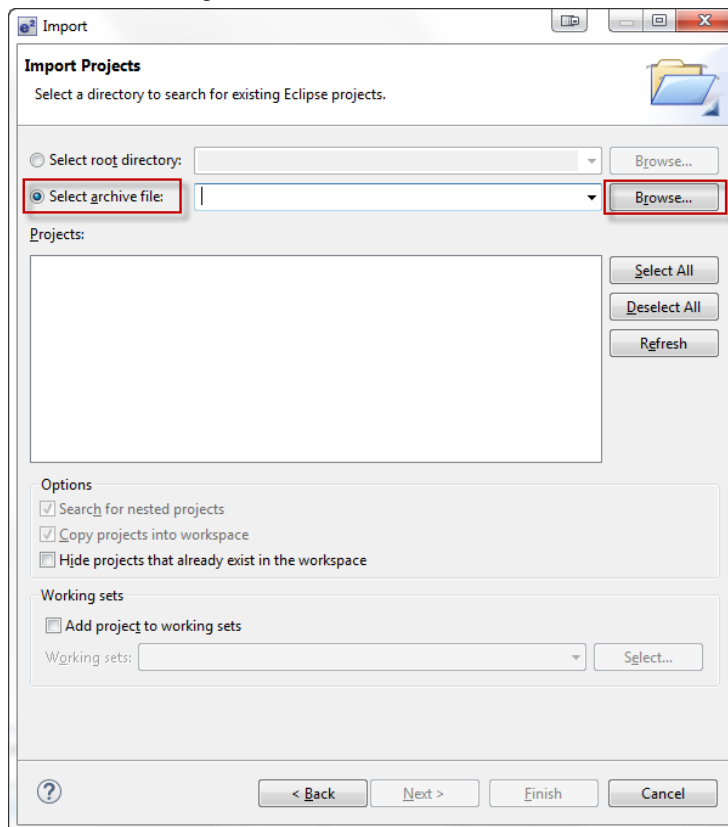 e² Import
Import Projects
Select a directory to search for existing Eclipse projects.
Select root directory: Browse...
Select archive file: Browse...
Projects:
Select All
Deselect All
Refresh
Options
Search for nested projects
Copy projects into workspace
Hide projects that already exist in the workspace
Working sets
Add project to working sets
Working sets: Select...
? < Back Next > Finish Cancel